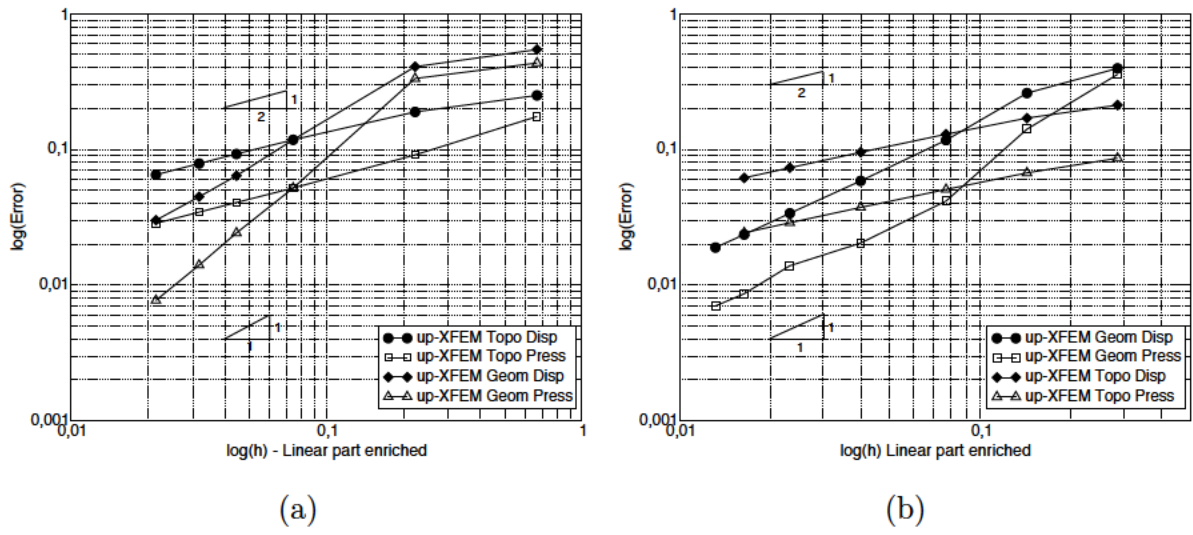 1
0,1
0,01
0,001
log(Error)
1
2
1
1
up-XFEM Topo Disp
up-XFEM Topo Press
up-XFEM Geom Disp
up-XFEM Geom Press
0,01
0,1
1
log(h) - Linear part enriched
(a)
1
0,1
0,01
0,001
log(Error)
1
2
1
1
up-XFEM Geom Disp
up-XFEM Geom Press
up-XFEM Topo Disp
up-XFEM Topo Press
0,01
0,1
log(h) Linear part enriched
(b)